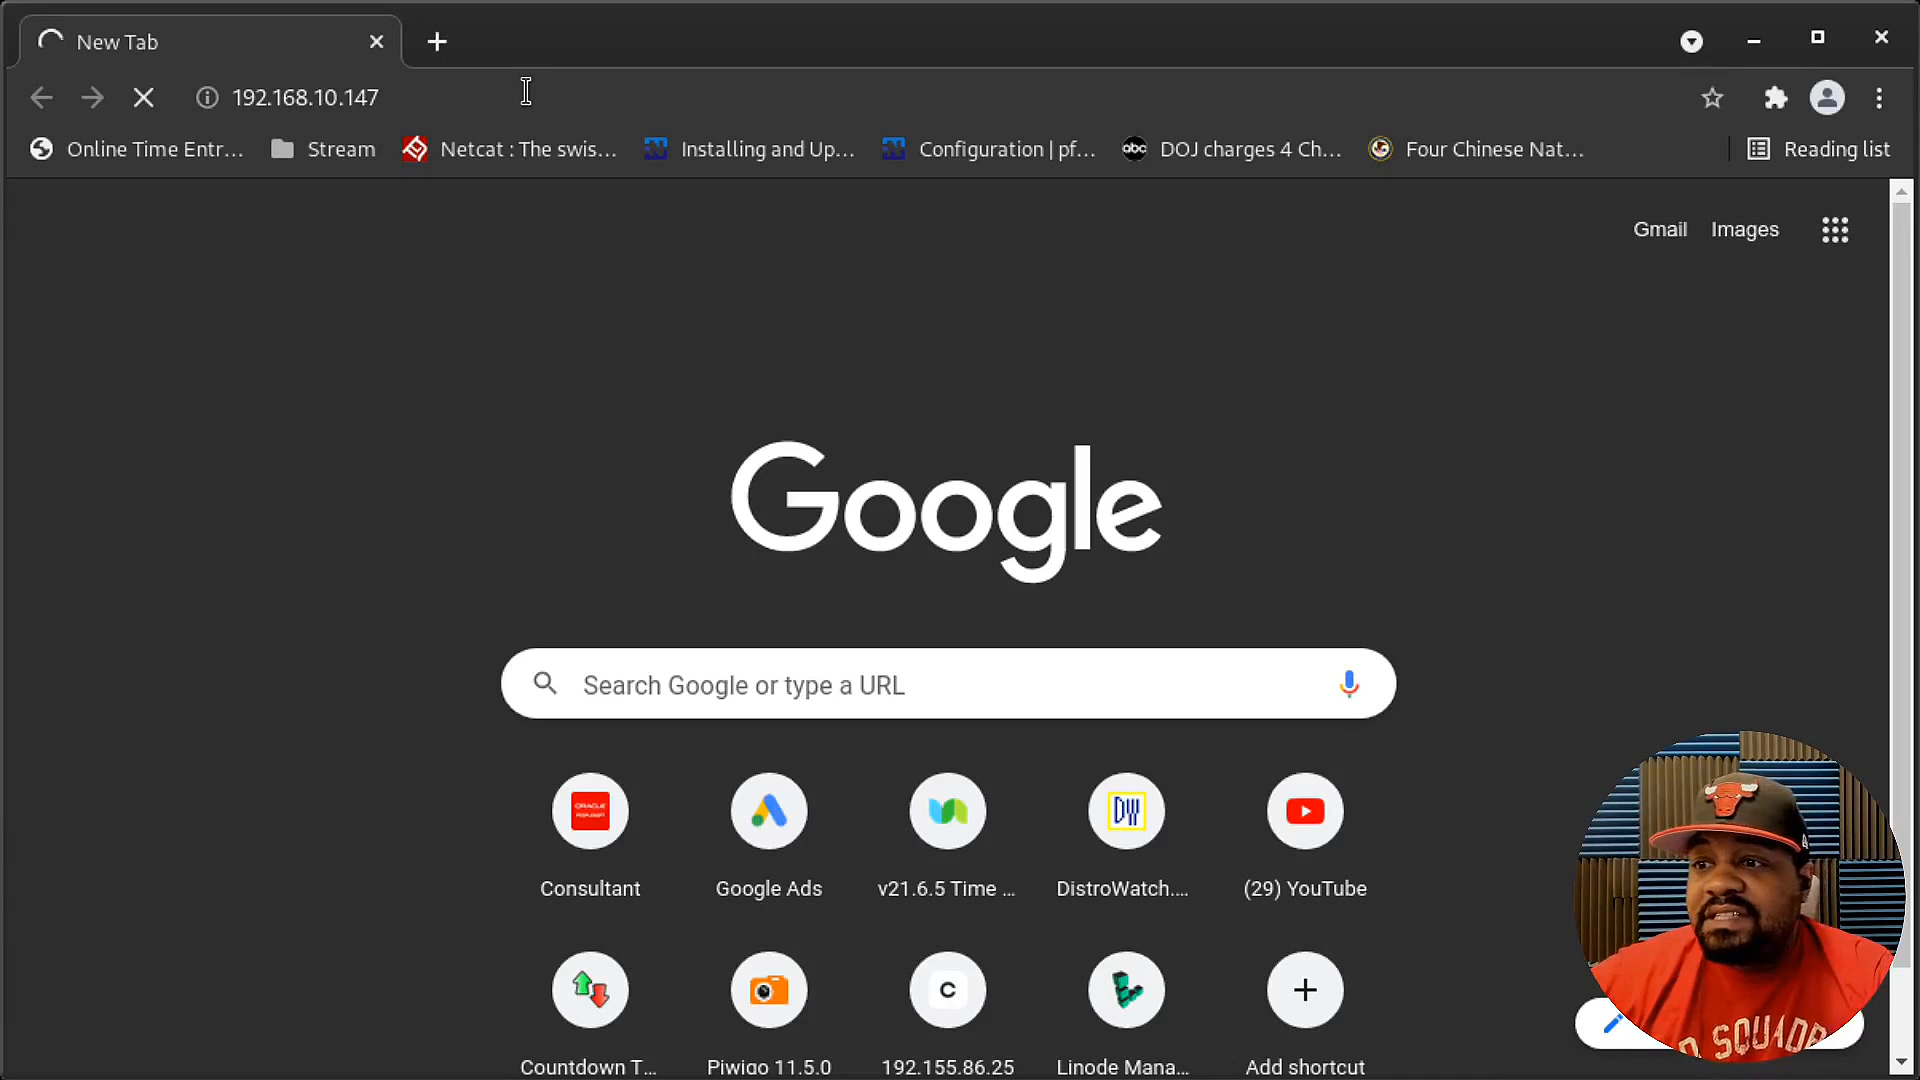 New Tab
192.168.10.147
Online Time Entr...
Stream
Netcat : The swis...
Installing and Up...
Configuration | pf...
abc
DOJ charges 4 Ch...
Four Chinese Nat...
Reading list
Gmail
Images
Google
Search Google or type a URL
ORACLE
DW
Consultant
Google Ads
v21.6.5 Time ...
DistroWatch....
(29) YouTube
C
Countdown T...
Piwigo 11.5.0
192.155.86.25
Linode Mana...
Add shortcut
SQUAD